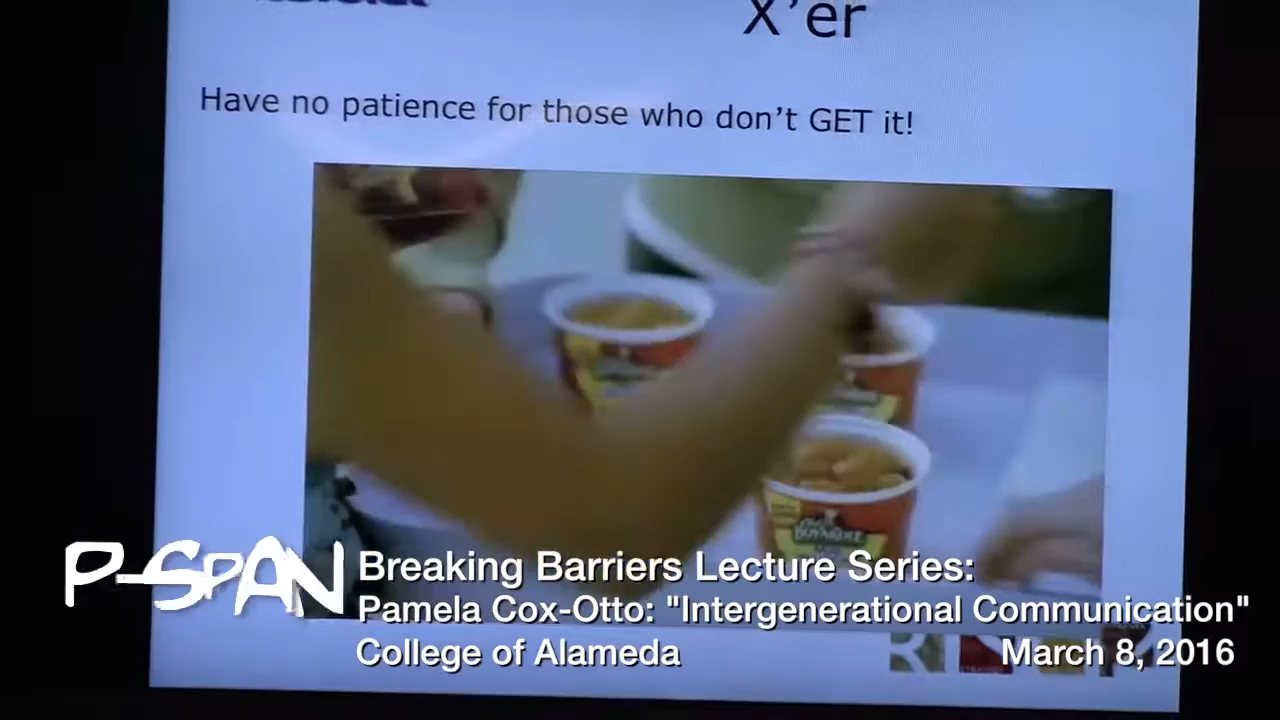 X'er
Have no patience for those who don't GET it!
BOYARDEE
P-SPAN
Breaking Barriers Lecture Series:
Pamela Cox-Otto: "Intergenerational Communication"
College of Alameda
March 8, 2016